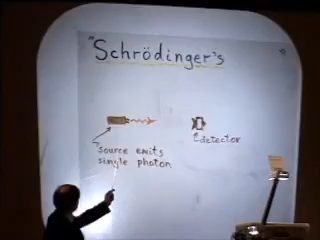 "Schrödinger's
source emits
single photon
detector